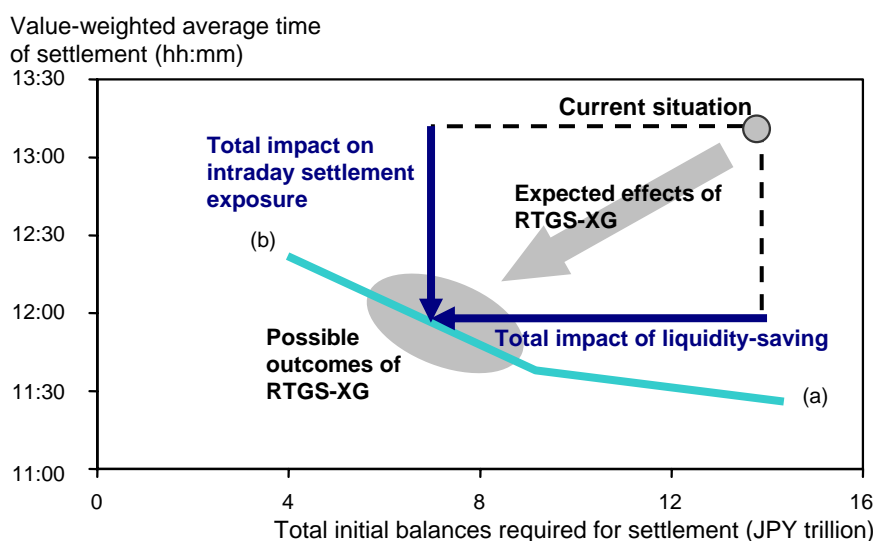 Value-weighted average time
of settlement (hh:mm)
13:30
13:00
12:30
12:00
11:30
11:00
Current situation
Total impact on
intraday settlement
exposure
Expected effects of
RTGS-XG
(b)
Possible
outcomes of
RTGS-XG
Total impact of liquidity-saving
(a)
0
4
8
12
16
Total initial balances required for settlement (JPY trillion)